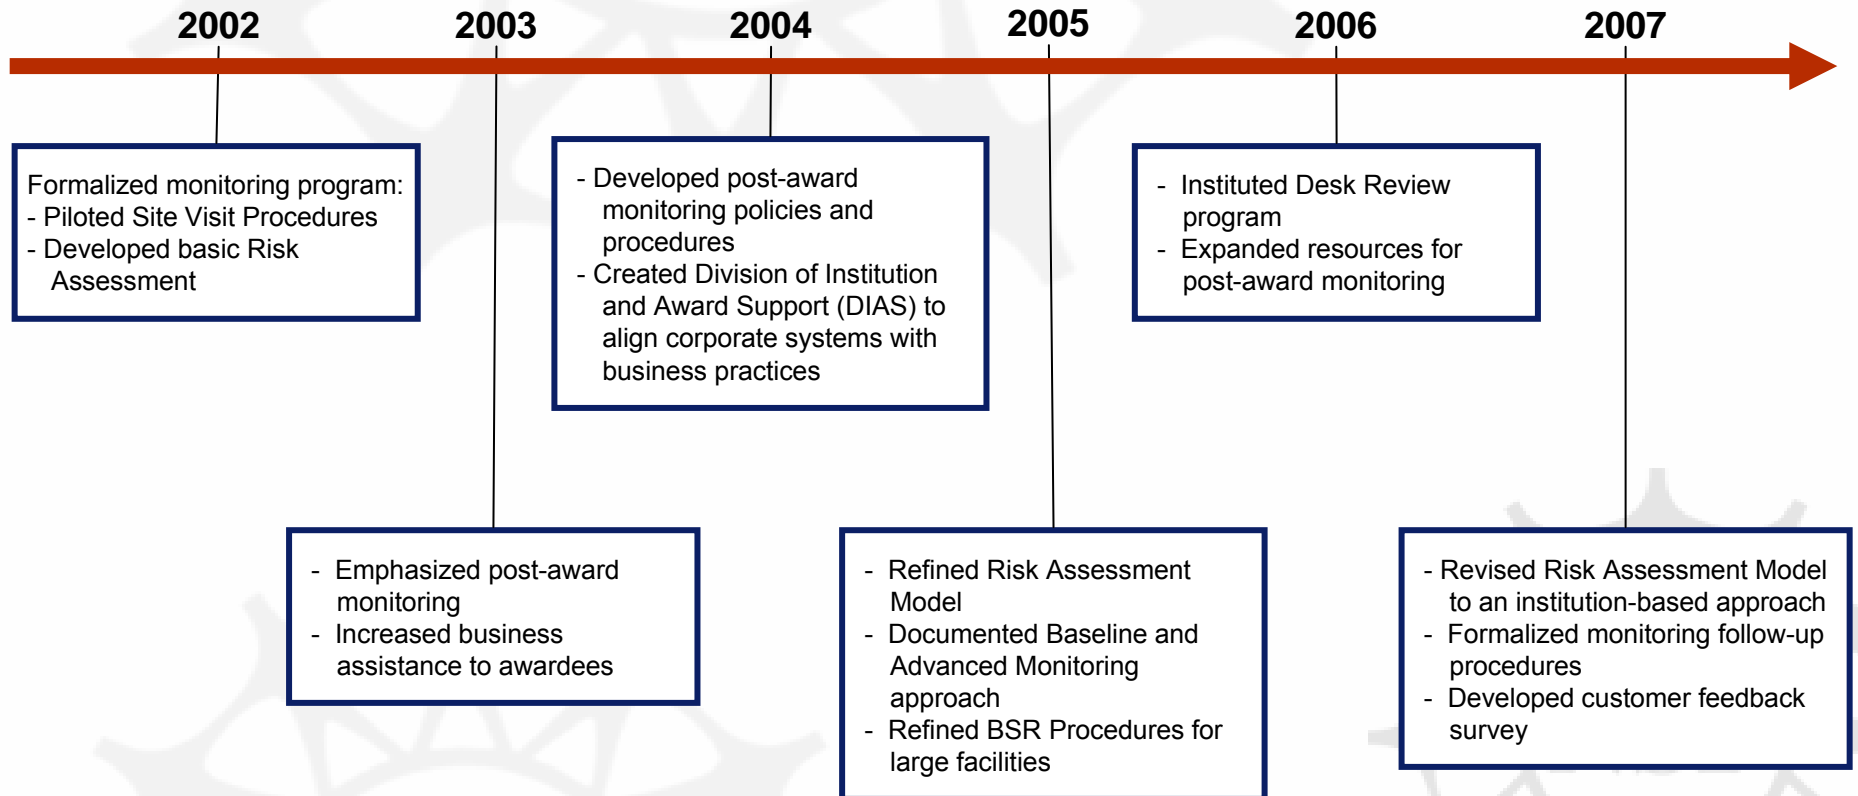 2002 2003 2004 2005 2006 2007
Formalized monitoring program:
- Piloted Site Visit Procedures
- Developed basic Risk
Assessment
- Emphasized post-award
monitoring
- Increased business
assistance to awardees
- Developed post-award
monitoring policies and
procedures
- Created Division of Institution
and Award Support (DIAS) to
align corporate systems with
business practices
- Refined Risk Assessment
Model
- Documented Baseline and
Advanced Monitoring
approach
- Refined BSR Procedures for
large facilities
- Instituted Desk Review
program
- Expanded resources for
post-award monitoring
- Revised Risk Assessment Model
to an institution-based approach
- Formalized monitoring follow-up
procedures
- Developed customer feedback
survey